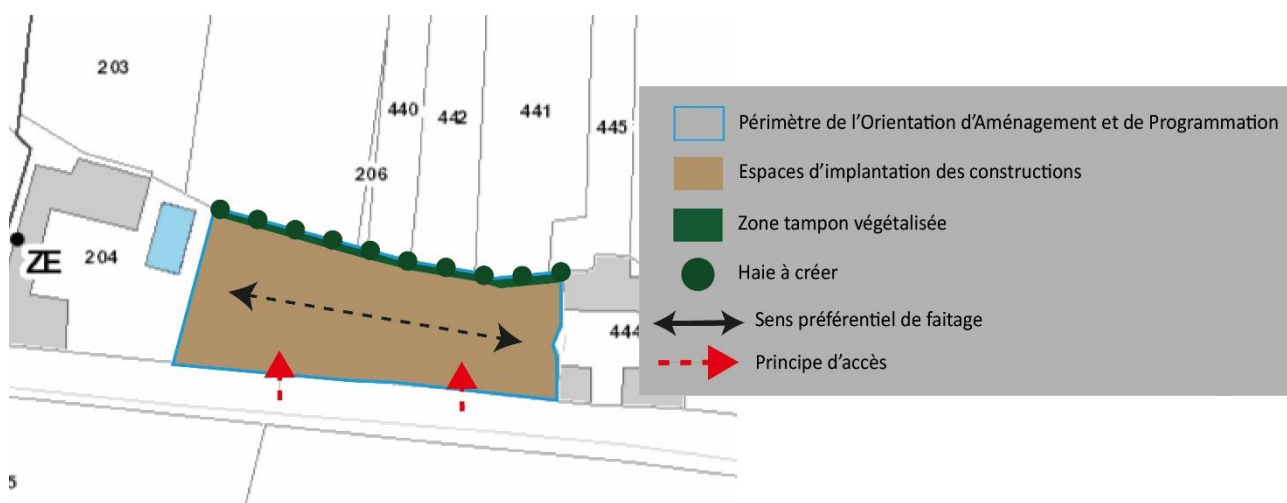 203
440
442
441
445
206
ZE
204
444
5
Périmètre de l'Orientation d'Aménagement et de Programmation
Espaces d'implantation des constructions
Zone tampon végétalisée
Haie à créer
Sens préférentiel de faitage
Principe d'accès